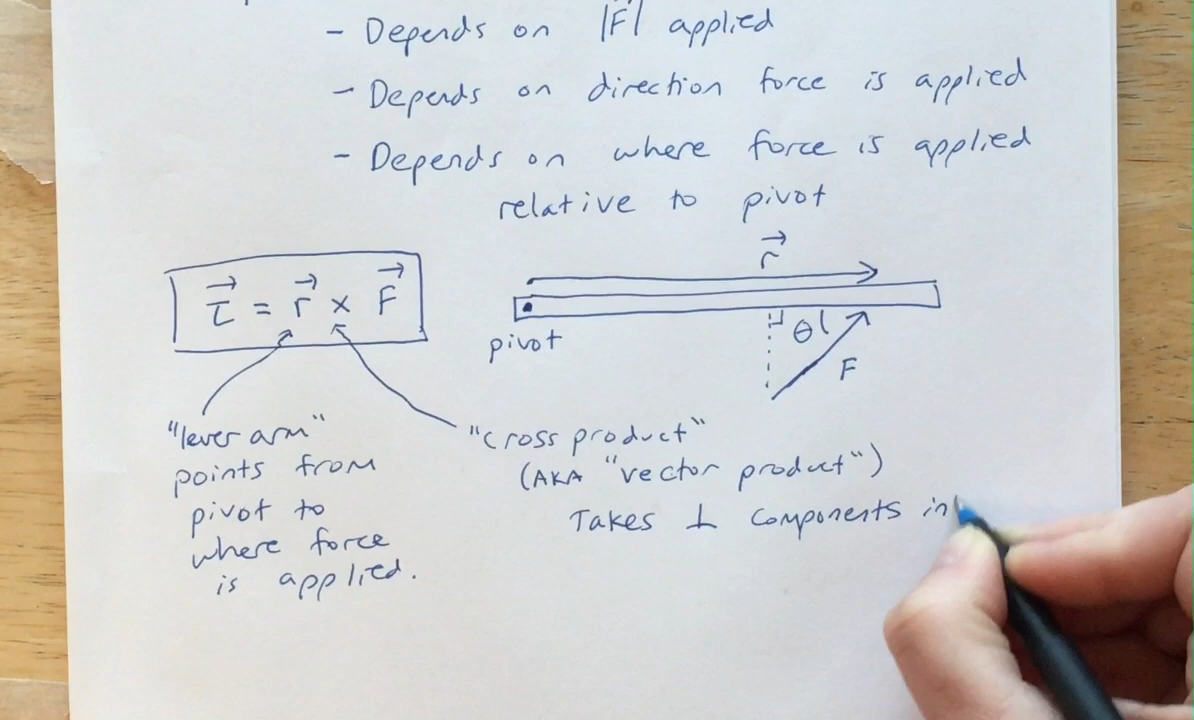 - Depends on |F⃗| applied
- Depends on direction force is applied
- Depends on where force is applied
relative to pivot
τ⃗ = r⃗ × F⃗
r⃗
pivot
θ
F
"lever arm"
points from
pivot to
where force
is applied.
"cross product"
(AKA "vector product")
Takes ⊥ components in